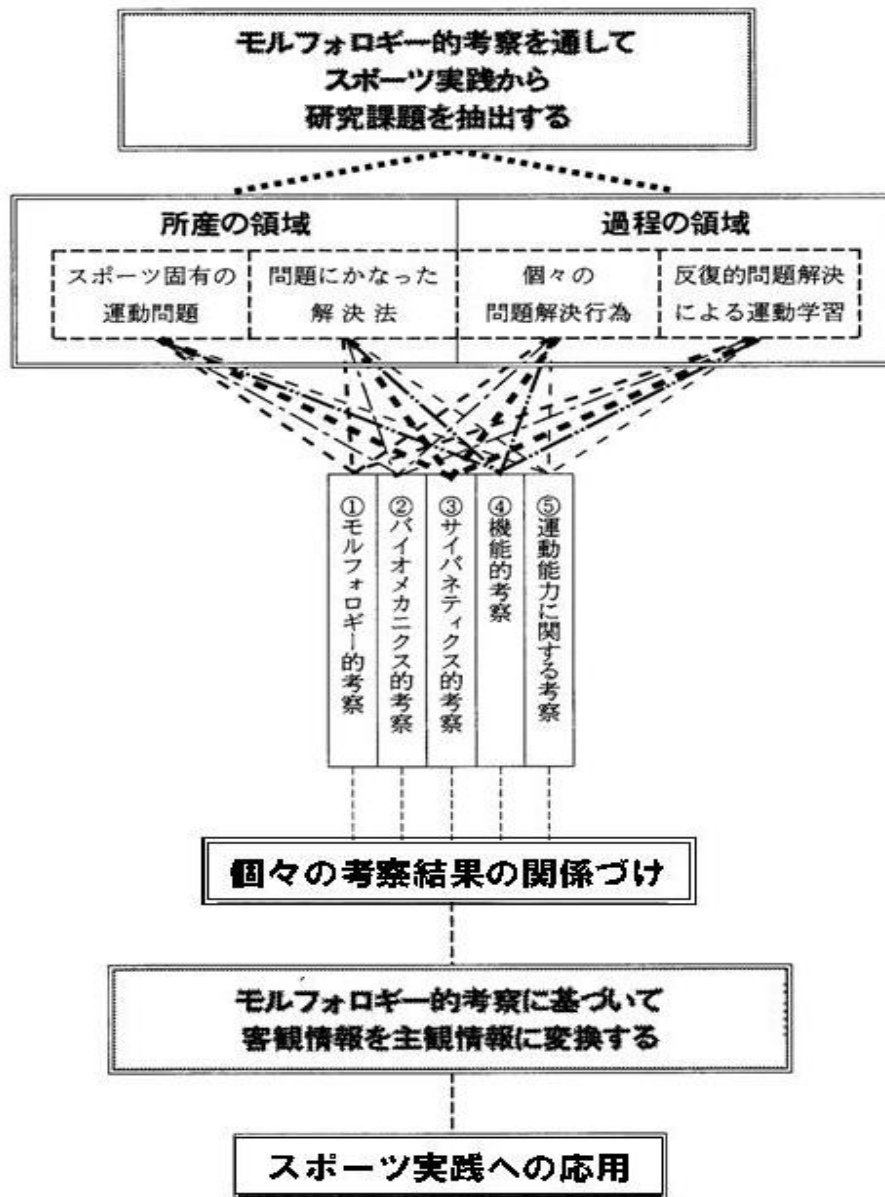 モルフォロギー的考察を通して
スポーツ実践から
研究課題を抽出する
所産の領域
過程の領域
スポーツ固有の
運動問題
問題にかなった
解決法
個々の
問題解決行為
反復的問題解決
による運動学習
①モルフォロギー的考察
②バイオメカニクス的考察
③サイバネティクス的考察
④機能的考察
⑤運動能力に関する考察
個々の考察結果の関係づけ
モルフォロギー的考察に基づいて
客観情報を主観情報に変換する
スポーツ実践への応用